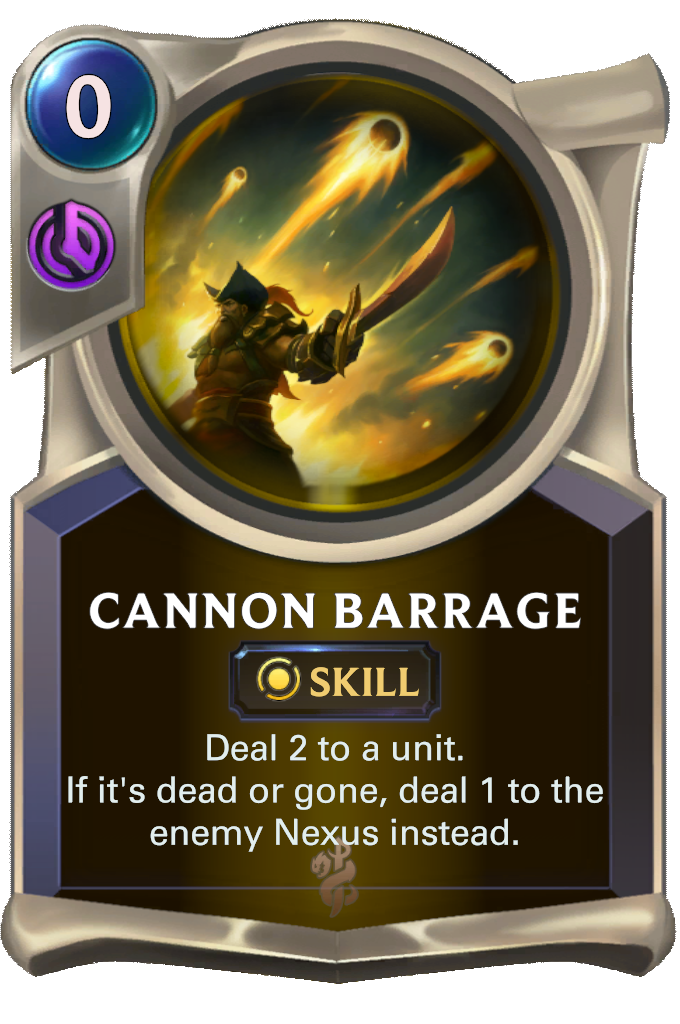 0
CANNON BARRAGE
SKILL
Deal 2 to a unit.
If it's dead or gone, deal 1 to the
enemy Nexus instead.